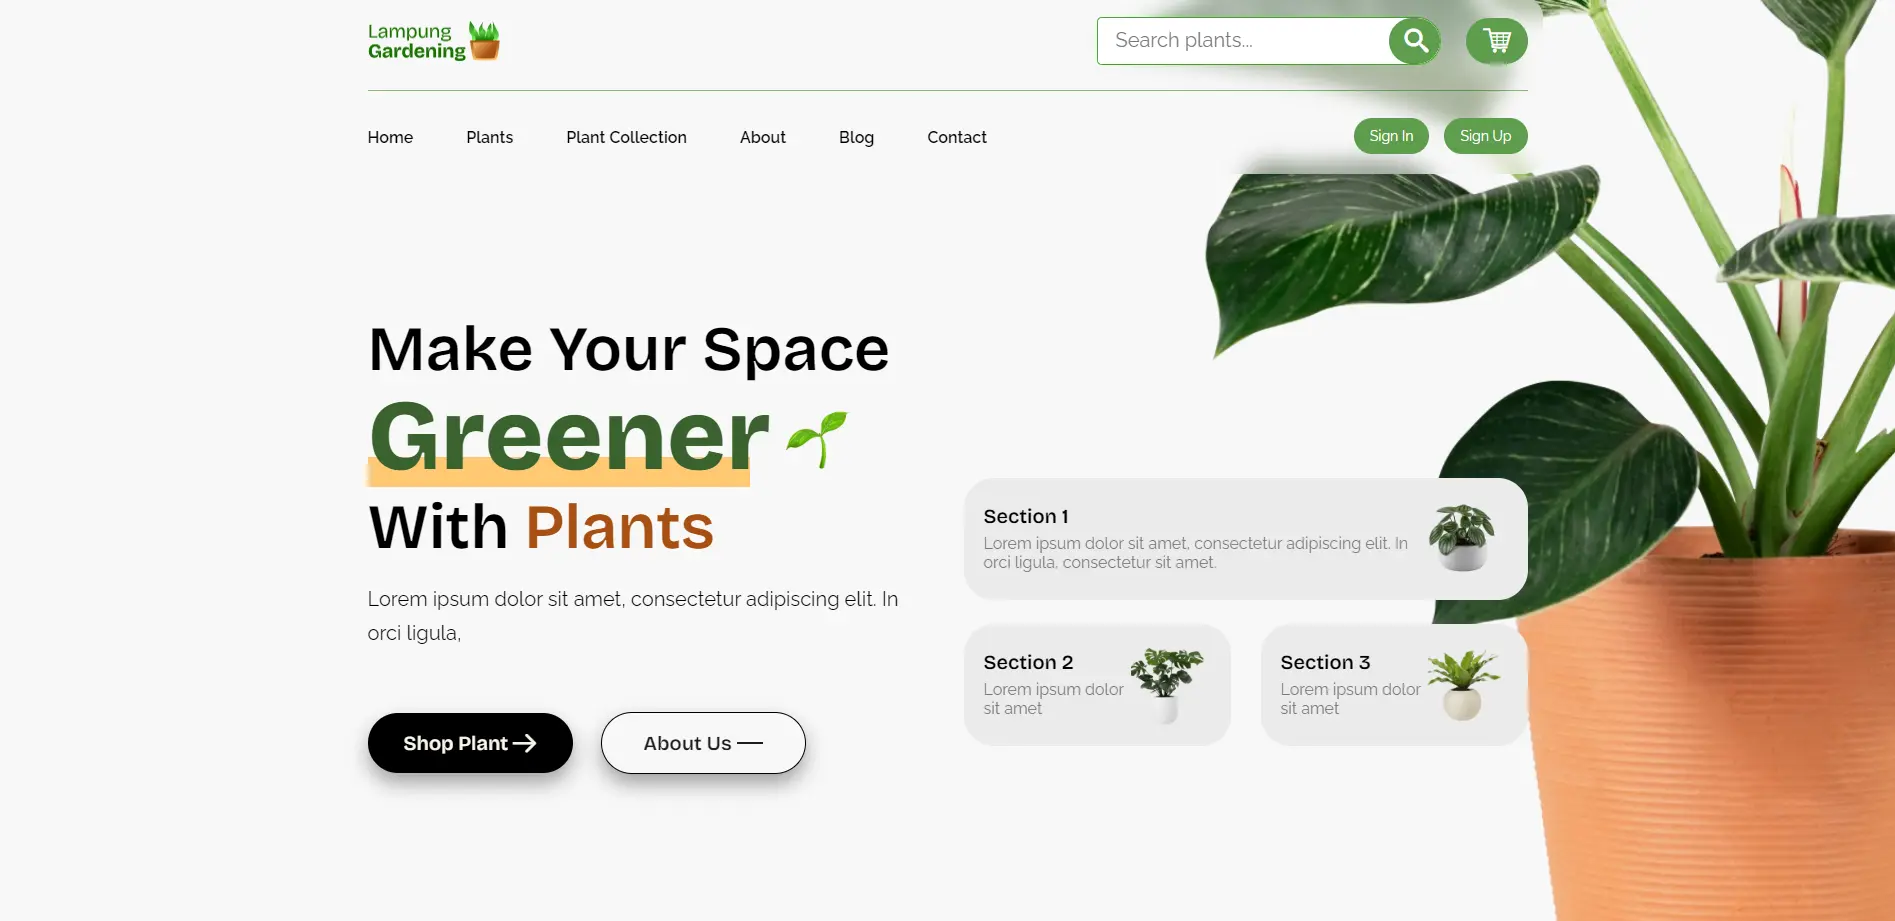 Lampung
Gardening
Search plants...
Home
Plants
Plant Collection
About
Blog
Contact
Sign In
Sign Up
Make Your Space
Greener
With Plants
Lorem ipsum dolor sit amet, consectetur adipiscing elit. In
orci ligula,
Shop Plant
About Us
Section 1
Lorem ipsum dolor sit amet, consectetur adipiscing elit. In
orci ligula, consectetur sit amet.
Section 2
Lorem ipsum dolor
sit amet
Section 3
Lorem ipsum dolor
sit amet